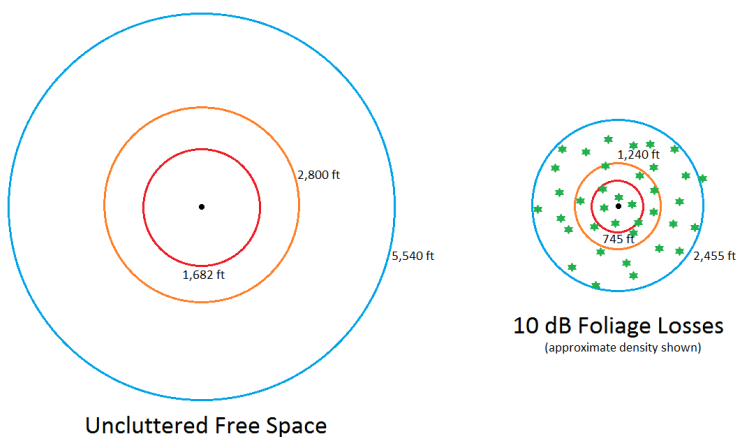 2,800 ft
5,540 ft
1,682 ft
Uncluttered Free Space
1,240 ft
745 ft
2,455 ft
10 dB Foliage Losses
(approximate density shown)